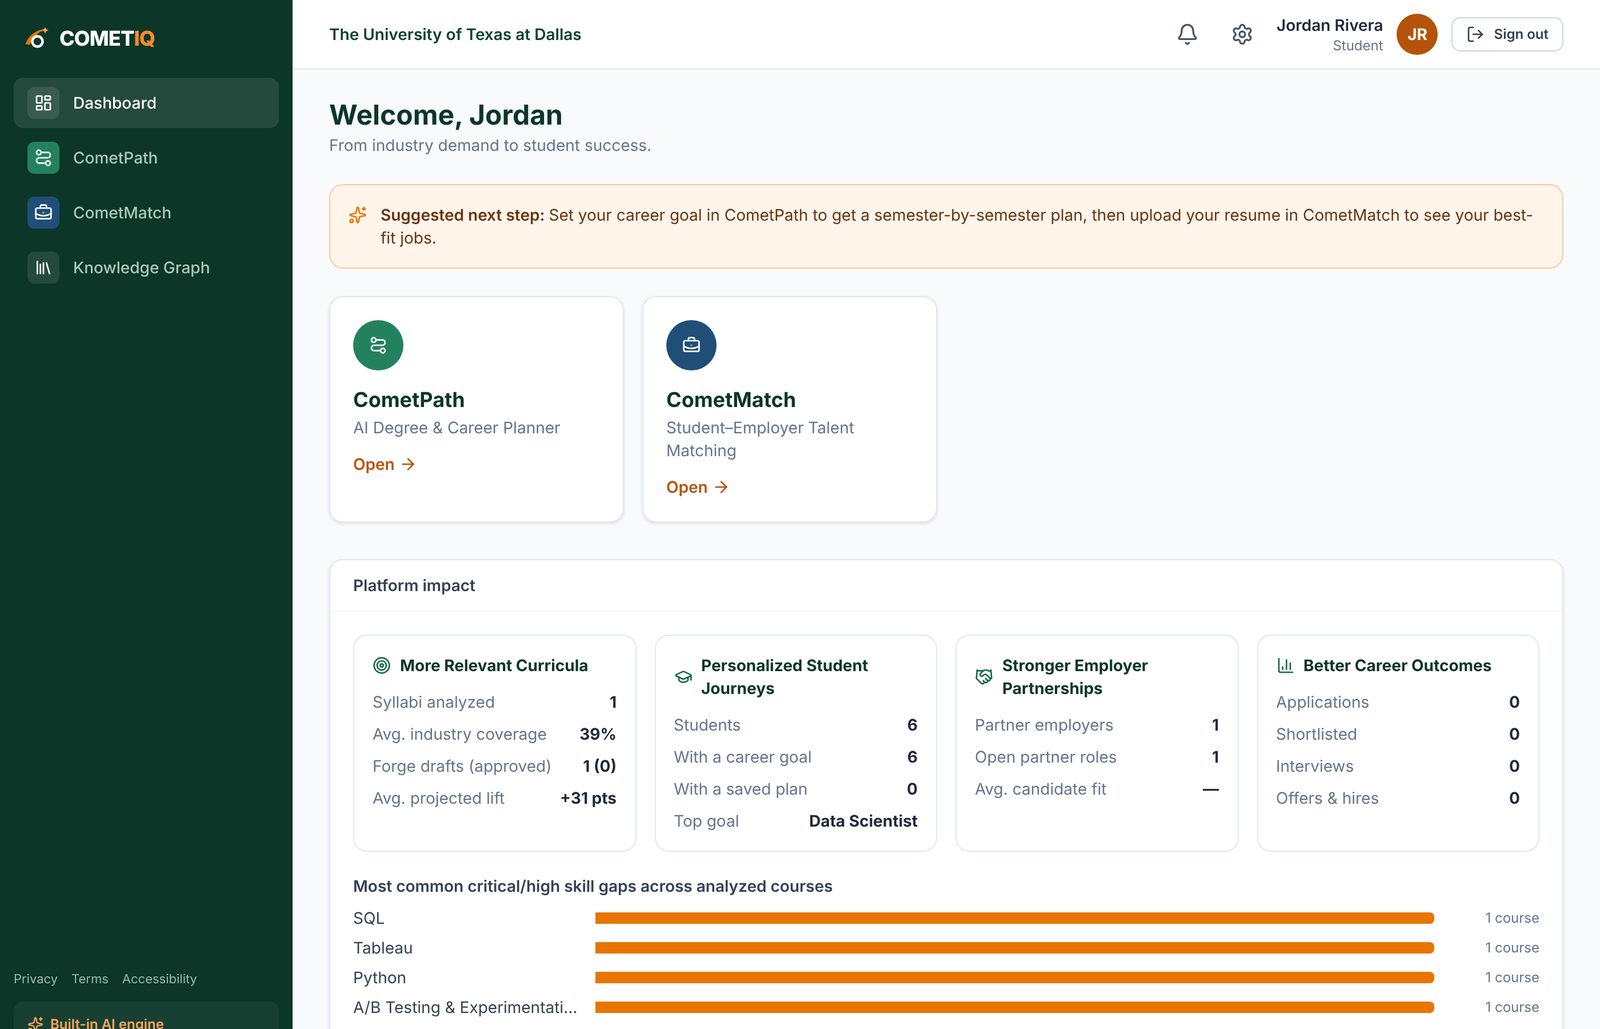 COMETIQ
Dashboard
CometPath
CometMatch
Knowledge Graph
Privacy Terms Accessibility
Built-in AI engine
The University of Texas at Dallas
Jordan Rivera
Student
JR
Sign out
Welcome, Jordan
From industry demand to student success.
Suggested next step: Set your career goal in CometPath to get a semester-by-semester plan, then upload your resume in CometMatch to see your best-
fit jobs.
CometPath
AI Degree & Career Planner
Open →
CometMatch
Student–Employer Talent
Matching
Open →
Platform impact
More Relevant Curricula
Syllabi analyzed 1
Avg. industry coverage 39%
Forge drafts (approved) 1 (0)
Avg. projected lift +31 pts
Personalized Student
Journeys
Students 6
With a career goal 6
With a saved plan 0
Top goal Data Scientist
Stronger Employer
Partnerships
Partner employers 1
Open partner roles 1
Avg. candidate fit —
Better Career Outcomes
Applications 0
Shortlisted 0
Interviews 0
Offers & hires 0
Most common critical/high skill gaps across analyzed courses
SQL 1 course
Tableau 1 course
Python 1 course
A/B Testing & Experimentati... 1 course